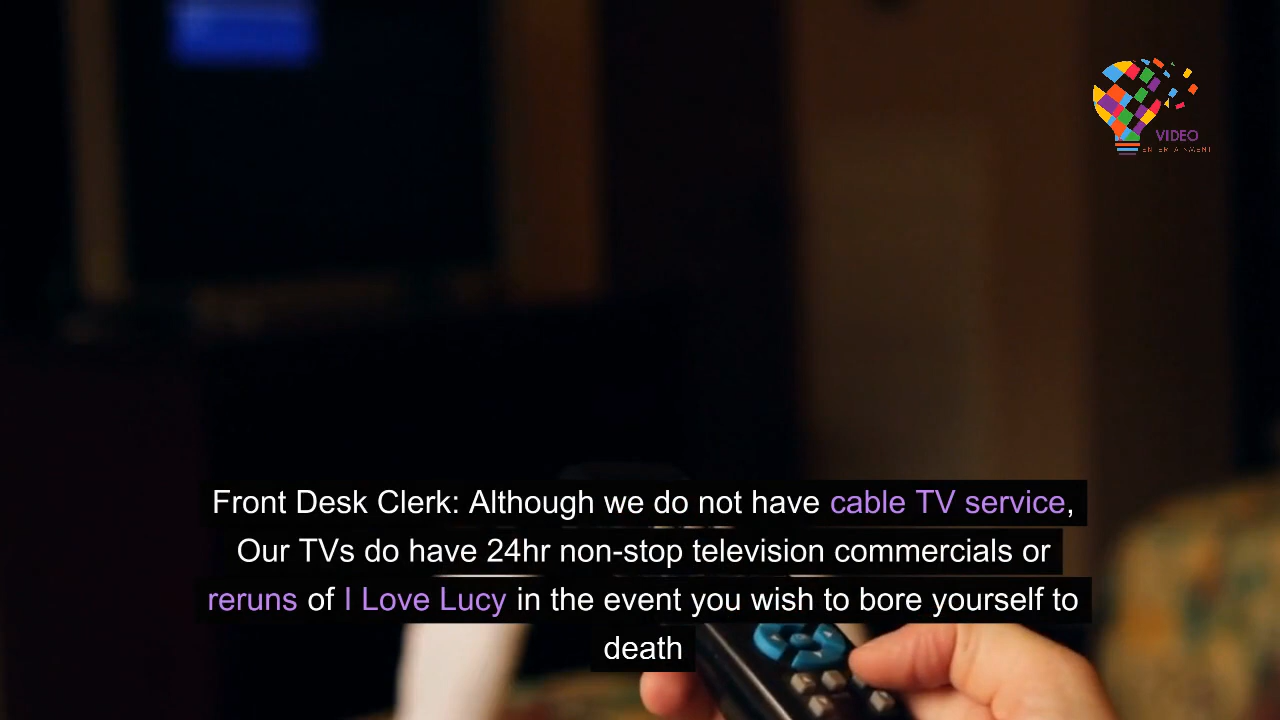 VIDEO
ENTERTAINMENT
Front Desk Clerk: Although we do not have cable TV service,
Our TVs do have 24hr non-stop television commercials or
reruns of I Love Lucy in the event you wish to bore yourself to
death